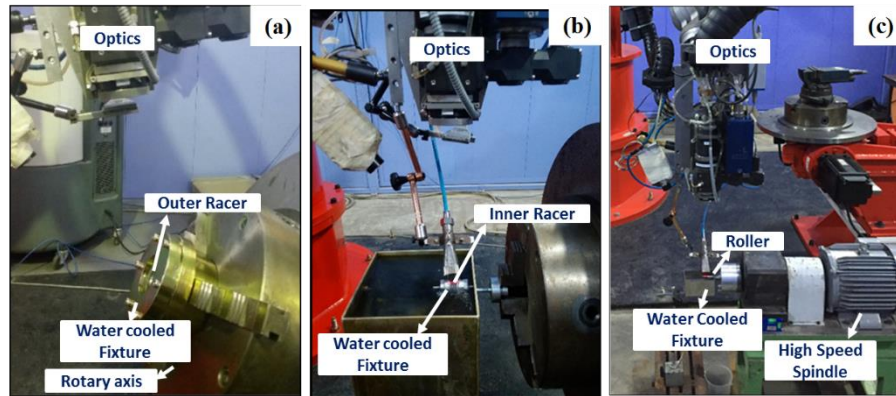 (a)
Optics
Outer Racer
Water cooled
Fixture
Rotary axis
(b)
Optics
Inner Racer
Water cooled
Fixture
(c)
Optics
Roller
Water Cooled
Fixture
High Speed
Spindle